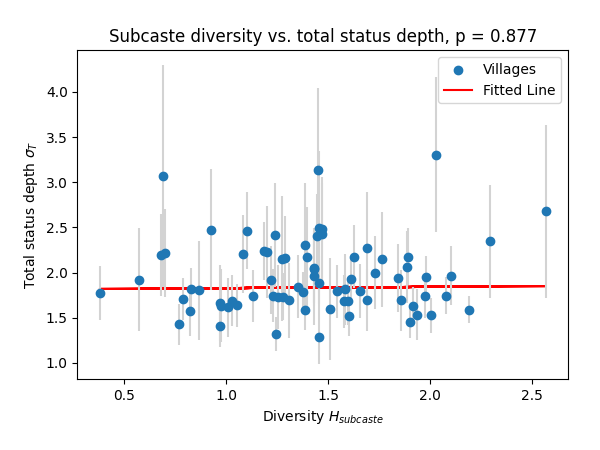 Subcaste diversity vs. total status depth, p = 0.877
Villages
Fitted Line
Total status depth σ_T
4.0
3.5
3.0
2.5
2.0
1.5
1.0
0.5 1.0 1.5 2.0 2.5
Diversity H_subcaste